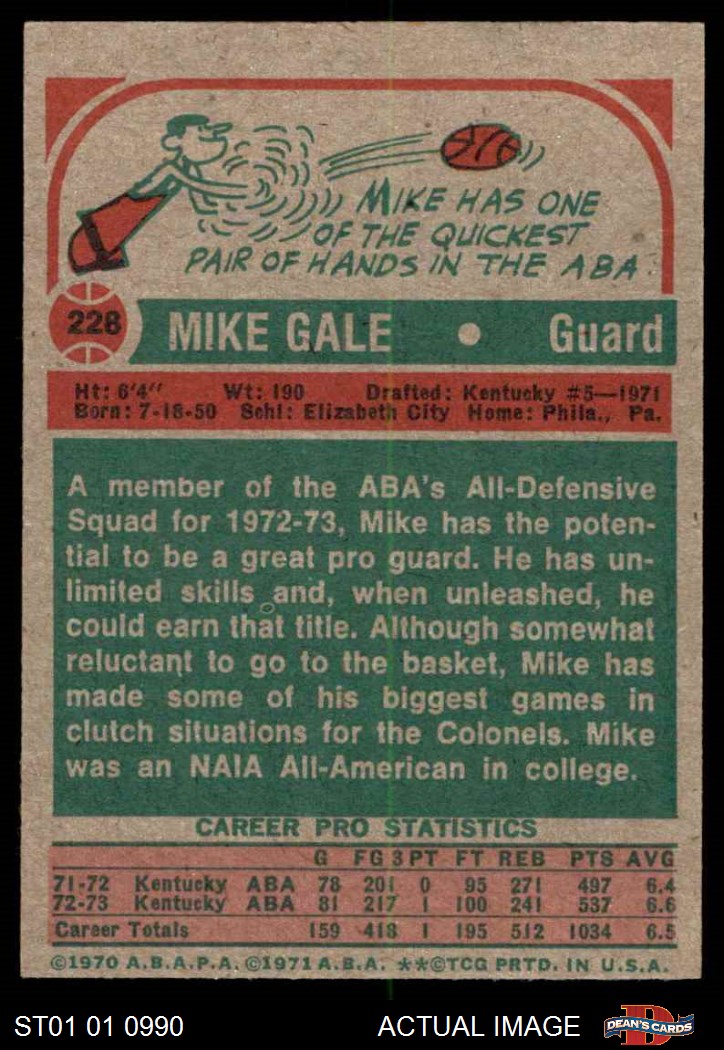 MIKE HAS ONE
OF THE QUICKEST
PAIR OF HANDS IN THE ABA.
228 MIKE GALE • Guard
Ht: 6'4" Wt: 190 Drafted: Kentucky #5—1971
Born: 7-18-50 Schl: Elizabeth City Home: Phila., Pa.
A member of the ABA's All-Defensive
Squad for 1972-73, Mike has the poten-
tial to be a great pro guard. He has un-
limited skills and, when unleashed, he
could earn that title. Although somewhat
reluctant to go to the basket, Mike has
made some of his biggest games in
clutch situations for the Colonels. Mike
was an NAIA All-American in college.
CAREER PRO STATISTICS
G FG 3PT FT REB PTS AVG
71-72 Kentucky ABA 78 201 0 95 271 497 6.4
72-73 Kentucky ABA 81 217 1 100 241 537 6.6
Career Totals 159 418 1 195 512 1034 6.5
©1970 A.B.A.P.A. ©1971 A.B.A. **©TCG PRTD. IN U.S.A.
ST01 01 0990 ACTUAL IMAGE D DEAN'S CARDS